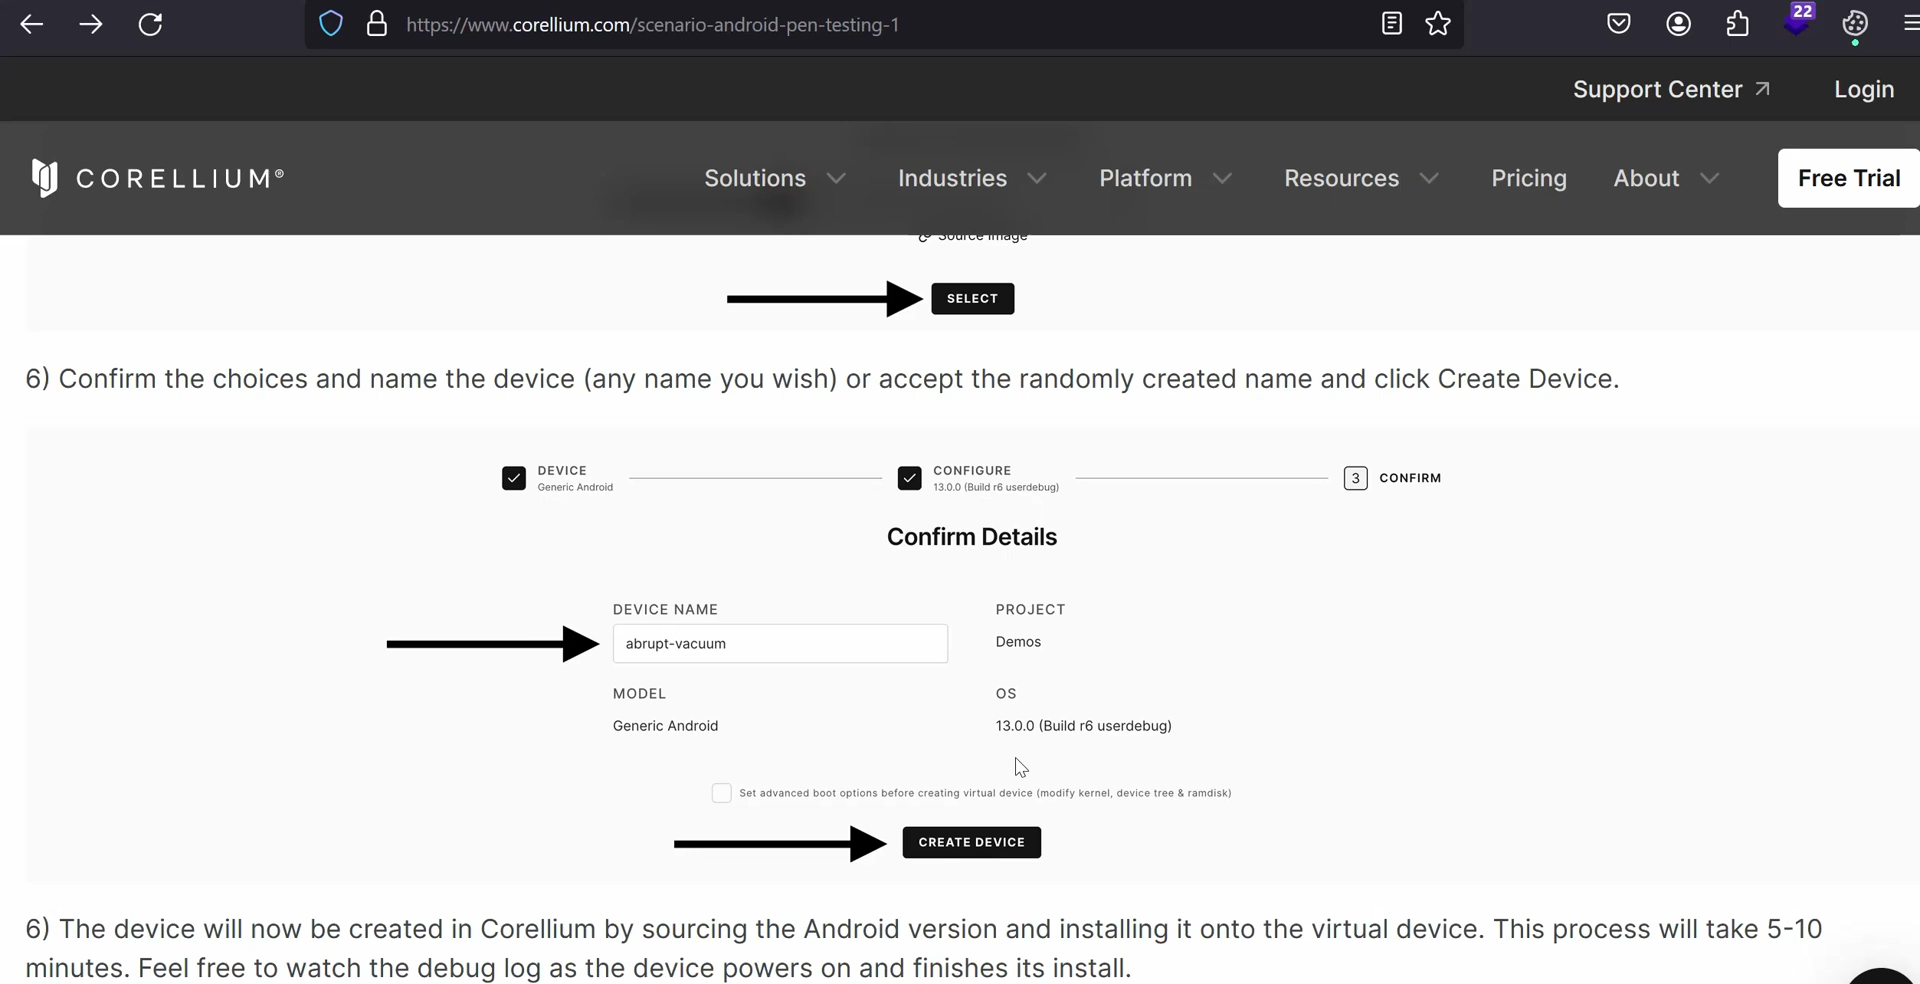 https://www.corellium.com/scenario-android-pen-testing-1
22
Support Center
Login
CORELLIUM®
Solutions
Industries
Platform
Resources
Pricing
About
Free Trial
Source Image
SELECT
6) Confirm the choices and name the device (any name you wish) or accept the randomly created name and click Create Device.
DEVICE
Generic Android
CONFIGURE
13.0.0 (Build r6 userdebug)
3 CONFIRM
Confirm Details
DEVICE NAME
abrupt-vacuum
PROJECT
Demos
MODEL
Generic Android
OS
13.0.0 (Build r6 userdebug)
Set advanced boot options before creating virtual device (modify kernel, device tree & ramdisk)
CREATE DEVICE
6) The device will now be created in Corellium by sourcing the Android version and installing it onto the virtual device. This process will take 5-10
minutes. Feel free to watch the debug log as the device powers on and finishes its install.